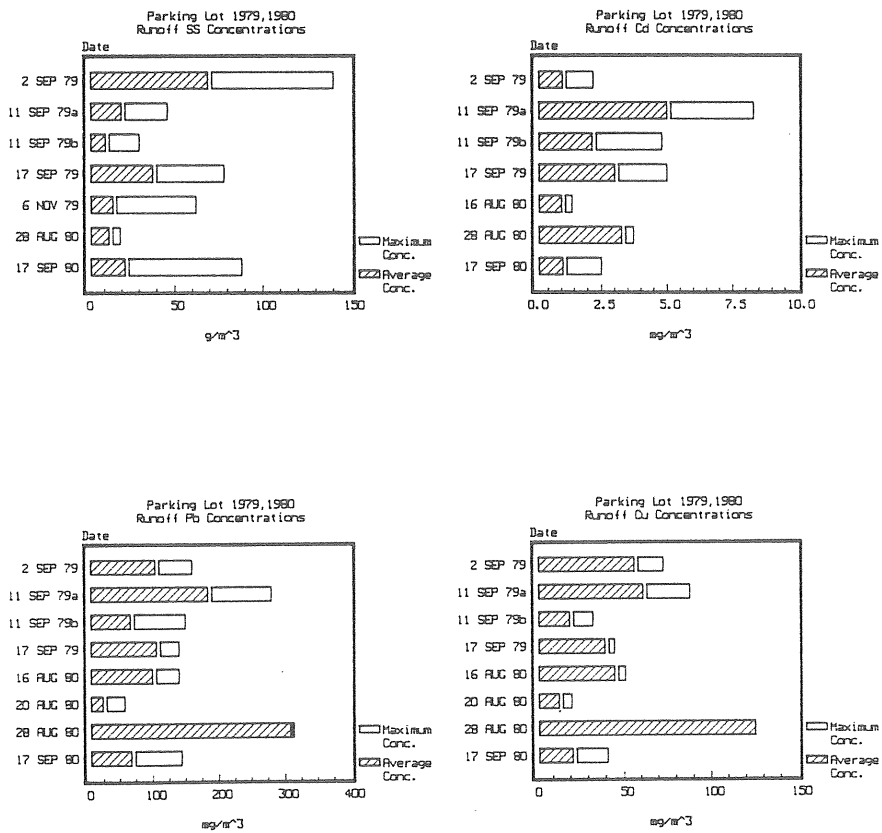 Parking Lot 1979,1980
Runoff SS Concentrations
Date
2 SEP 79
11 SEP 79a
11 SEP 79b
17 SEP 79
6 NOV 79
28 AUG 80
17 SEP 80
0 50 100 150
g/m^3
Maximum
Conc.
Average
Conc.
Parking Lot 1979,1980
Runoff Cd Concentrations
Date
2 SEP 79
11 SEP 79a
11 SEP 79b
17 SEP 79
16 AUG 80
28 AUG 80
17 SEP 80
0.0 2.5 5.0 7.5 10.0
mg/m^3
Maximum
Conc.
Average
Conc.
Parking Lot 1979,1980
Runoff Pb Concentrations
Date
2 SEP 79
11 SEP 79a
11 SEP 79b
17 SEP 79
16 AUG 80
20 AUG 80
28 AUG 80
17 SEP 80
0 100 200 300 400
mg/m^3
Maximum
Conc.
Average
Conc.
Parking Lot 1979,1980
Runoff Cu Concentrations
Date
2 SEP 79
11 SEP 79a
11 SEP 79b
17 SEP 79
16 AUG 80
20 AUG 80
28 AUG 80
17 SEP 80
0 50 100 150
mg/m^3
Maximum
Conc.
Average
Conc.